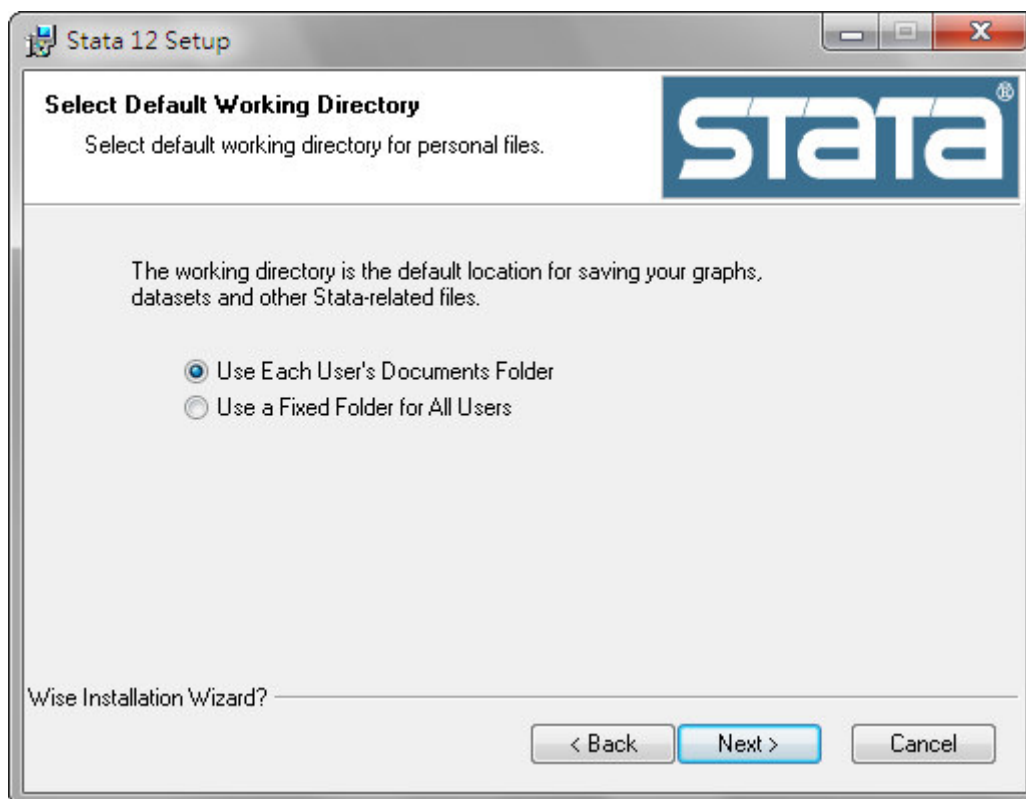 Stata 12 Setup
Select Default Working Directory
Select default working directory for personal files.
STATA®
The working directory is the default location for saving your graphs,
datasets and other Stata-related files.
Use Each User's Documents Folder
Use a Fixed Folder for All Users
Wise Installation Wizard?
< Back Next > Cancel